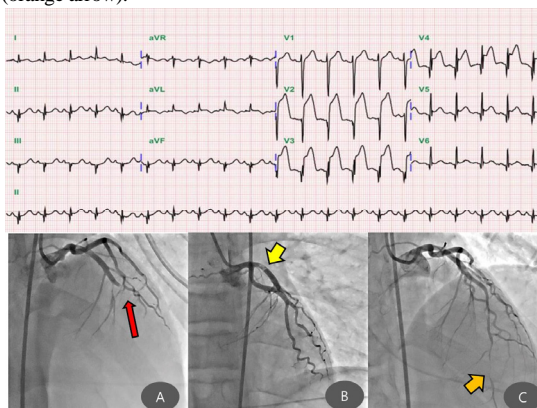 (orange arrow).
I aVR V1 V4
II aVL V2 V5
III aVF V3 V6
II
A B C